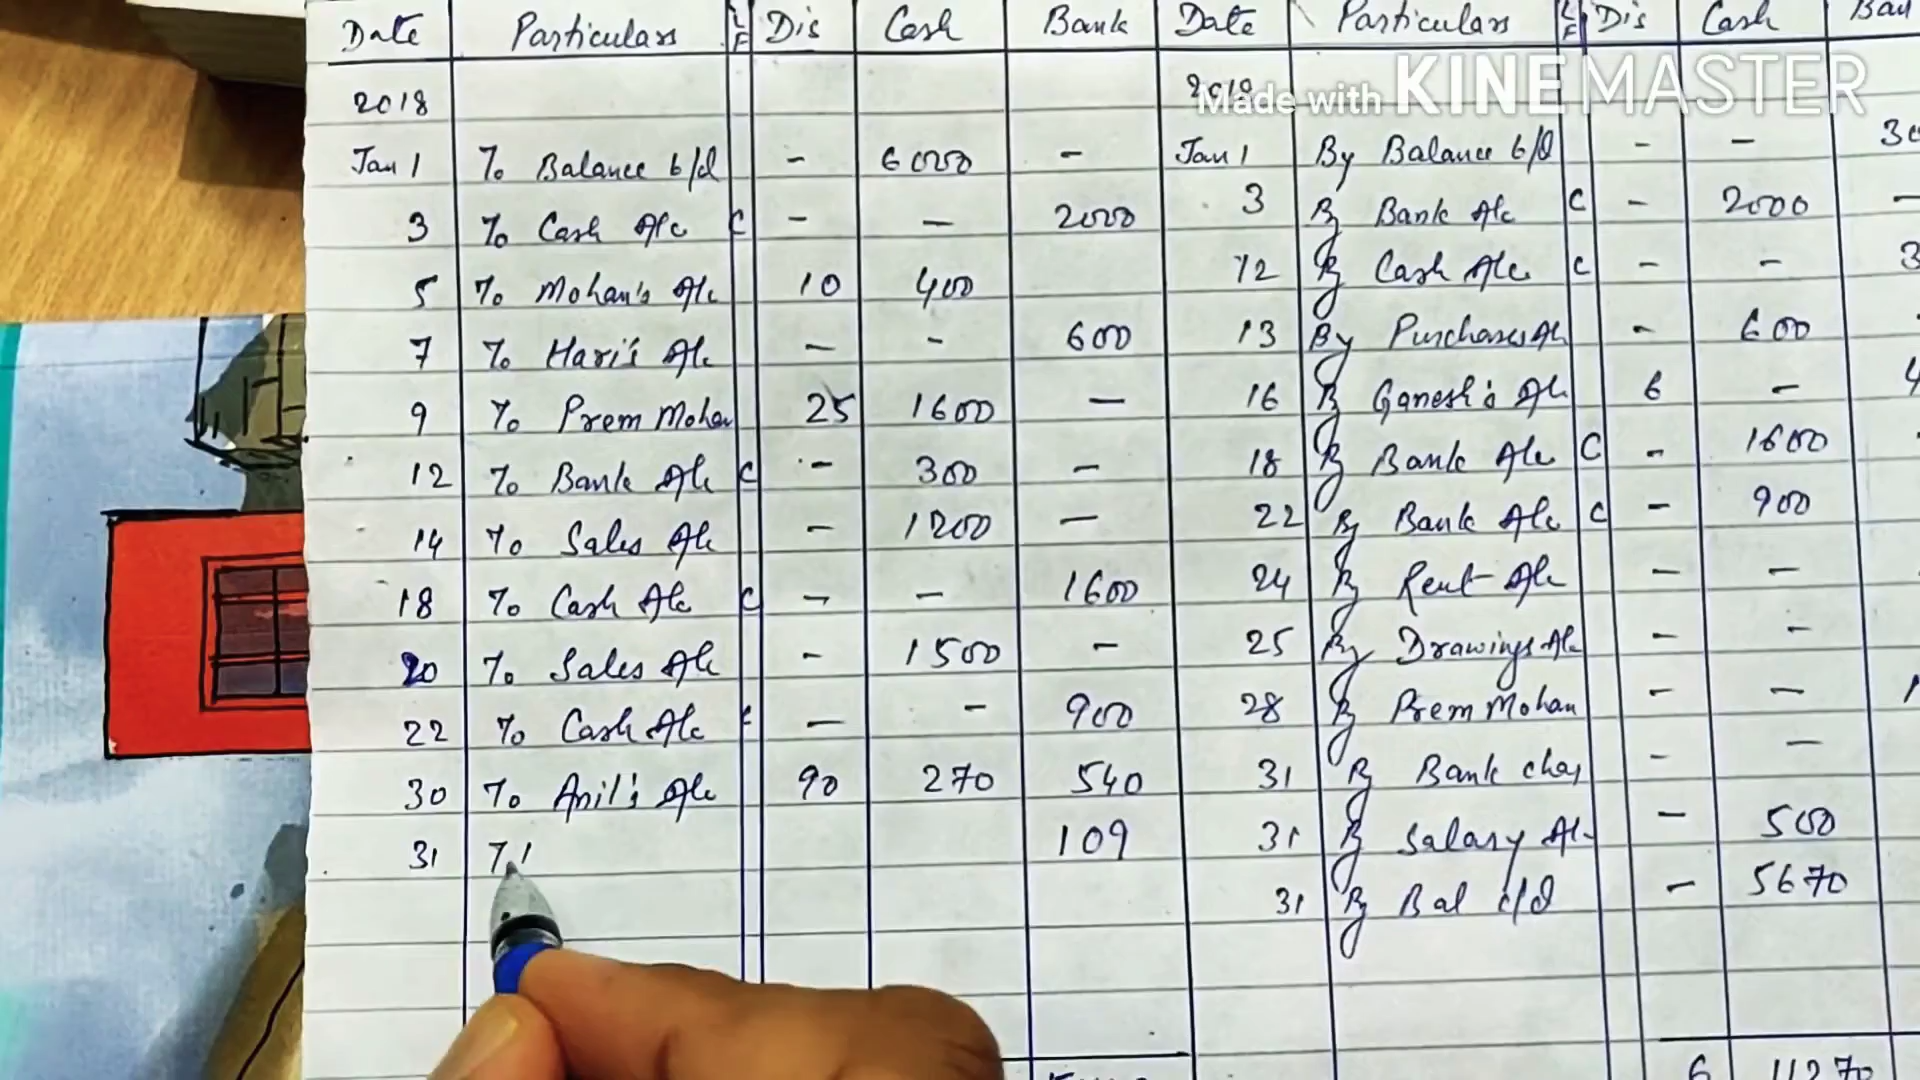 Date Particulars L F Dis Cash Bank Date Particulars L F Dis Cash
2018 2018
Made with KINEMASTER
Jan 1 To Balance b/d - 6000 - Jan 1 By Balance b/d - -
3 To Cash A/c C - - 2000 3 By Bank A/c C - 2000 -
5 To Mohan's A/c 10 400 12 By Cash A/c C - -
7 To Hari's A/c - - 600 13 By Purchases A/c - 600
9 To Prem Mohan 25 1600 - 16 By Ganesh's A/c 6 -
12 To Bank A/c C - 300 - 18 By Bank A/c C - 1600
14 To Sales A/c - 1200 - 22 By Bank A/c C - 900
18 To Cash A/c C - - 1600 24 By Rent A/c - -
20 To Sales A/c - 1500 - 25 By Drawings A/c - -
22 To Cash A/c C - - 900 28 By Prem Mohan - -
30 To Anil's A/c 90 270 540 31 By Bank char - -
31 109 31 By Salary A/c - 500
31 By Bal c/d - 5670
6 11270